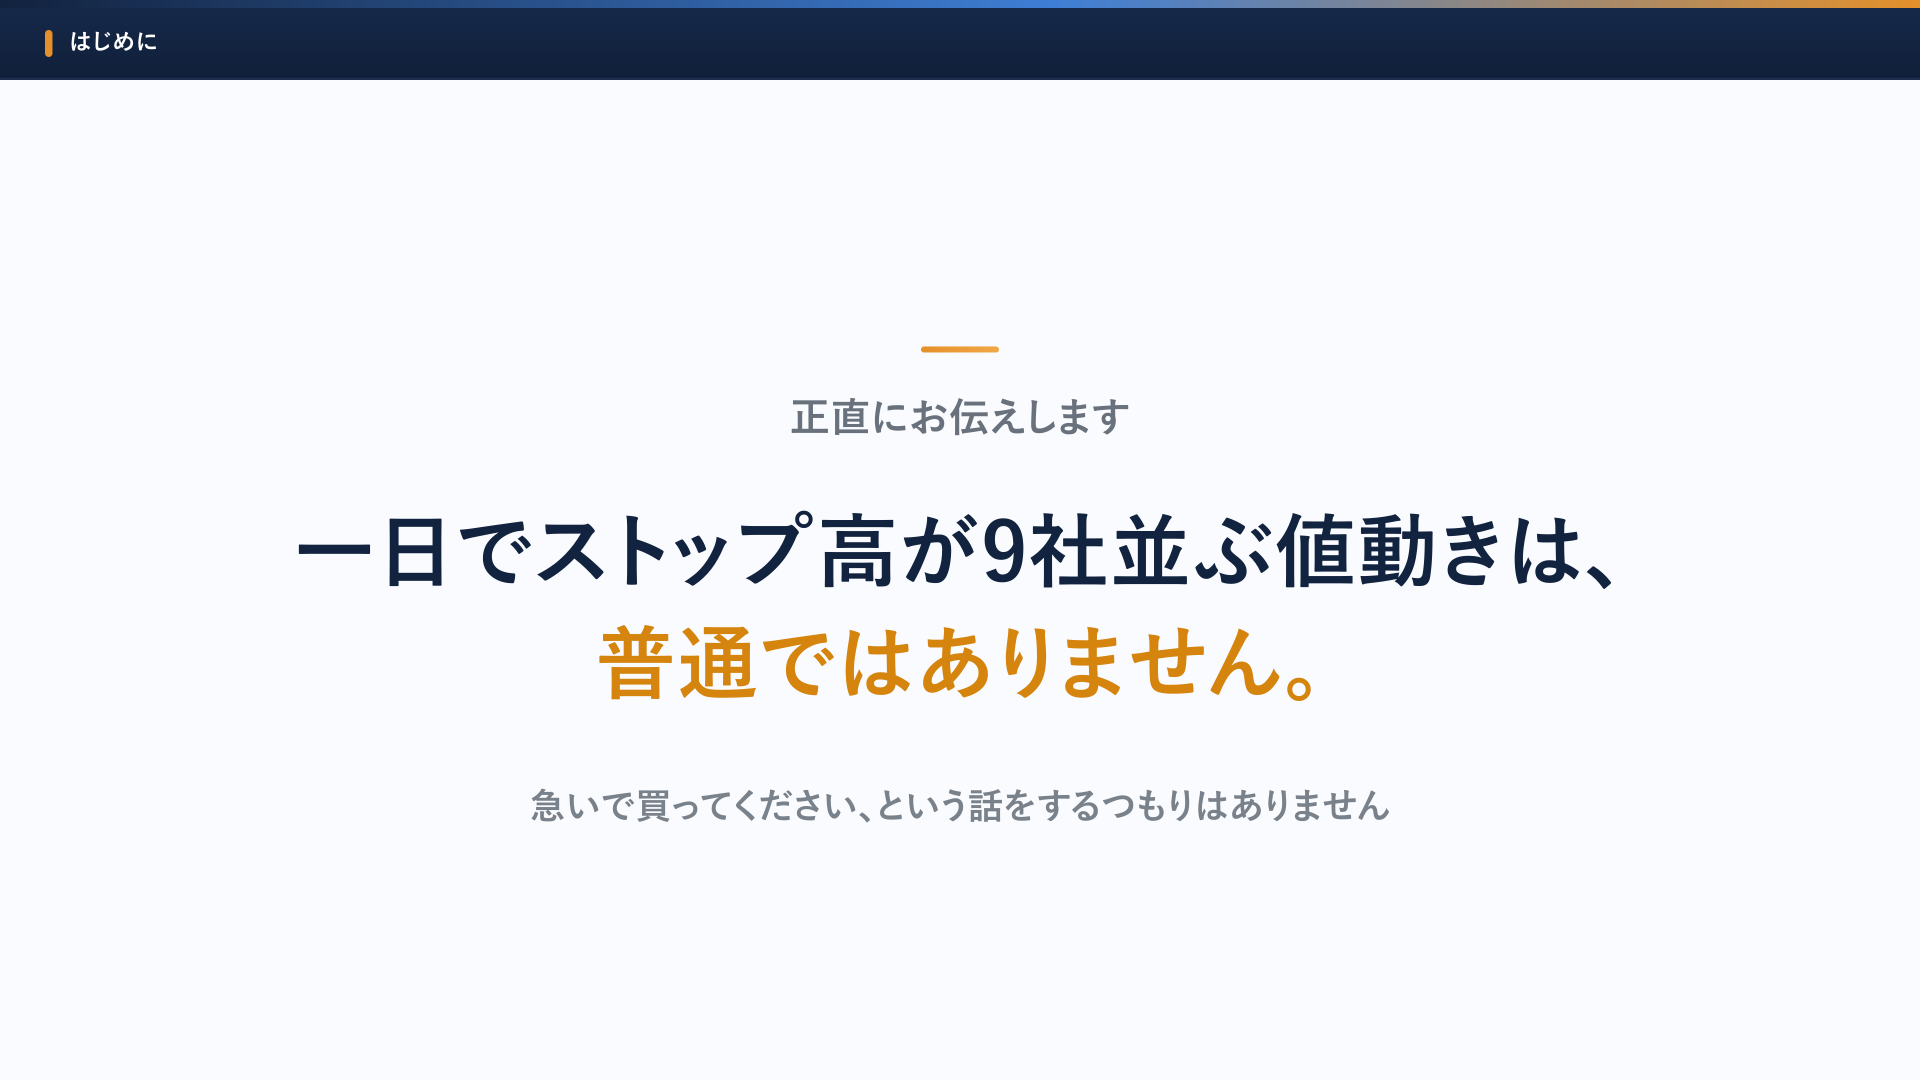 はじめに
正直にお伝えします
一日でストップ高が9社並ぶ値動きは、
普通ではありません。
急いで買ってください、という話をするつもりはありません